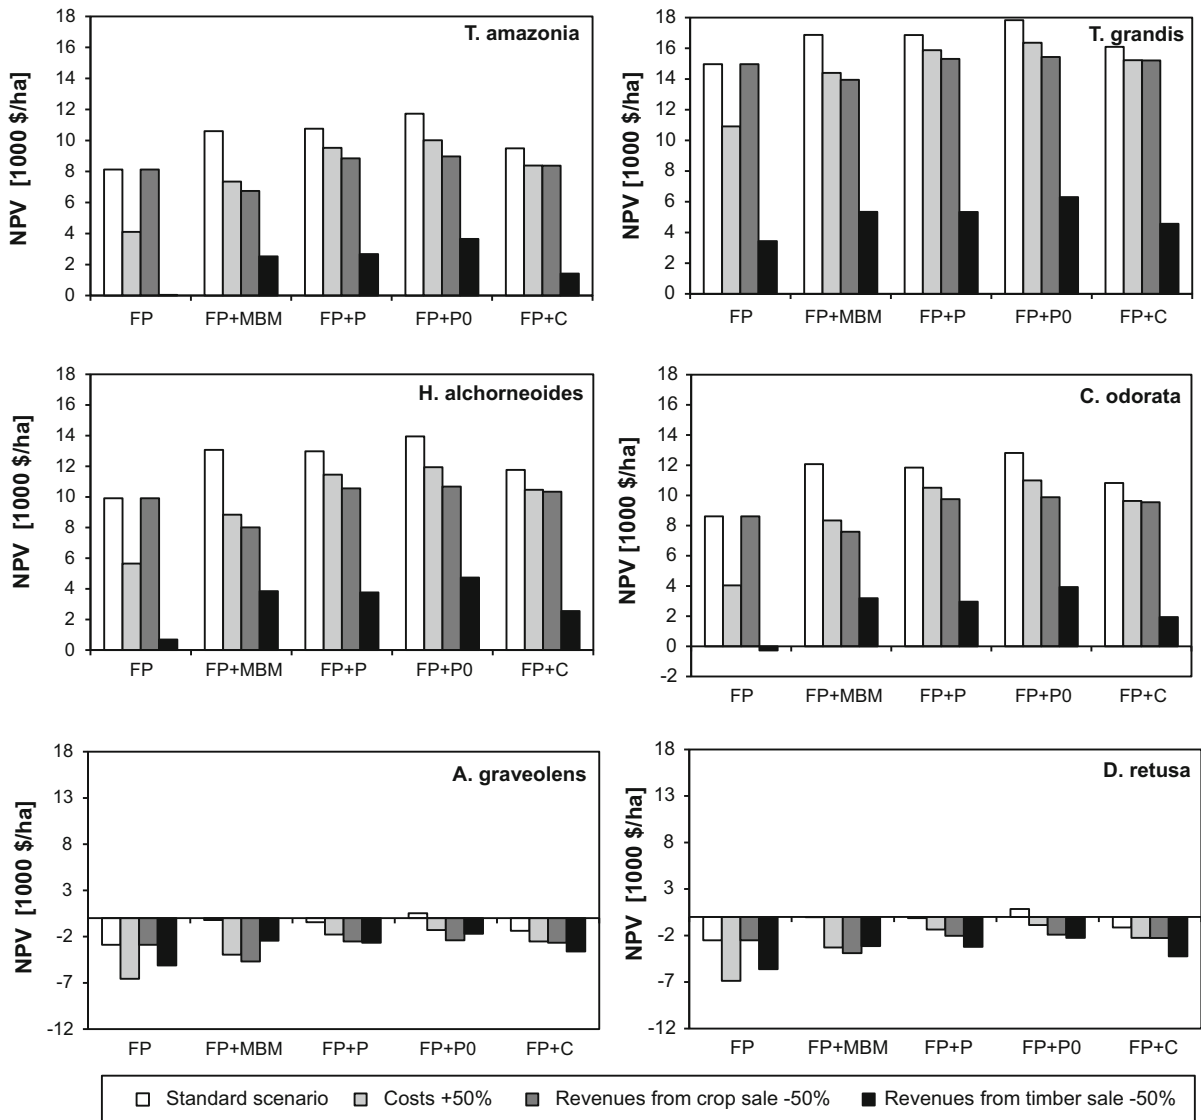 T. amazonia
NPV [1000 $/ha]
18
16
14
12
10
8
6
4
2
0
FP FP+MBM FP+P FP+P0 FP+C
T. grandis
NPV [1000 $/ha]
18
16
14
12
10
8
6
4
2
0
FP FP+MBM FP+P FP+P0 FP+C
H. alchorneoides
NPV [1000 $/ha]
18
16
14
12
10
8
6
4
2
0
FP FP+MBM FP+P FP+P0 FP+C
C. odorata
NPV [1000 $/ha]
18
16
14
12
10
8
6
4
2
0
-2
FP FP+MBM FP+P FP+P0 FP+C
A. graveolens
NPV [1000 $/ha]
18
13
8
3
-2
-7
-12
FP FP+MBM FP+P FP+P0 FP+C
D. retusa
NPV [1000 $/ha]
18
13
8
3
-2
-7
-12
FP FP+MBM FP+P FP+P0 FP+C
Standard scenario Costs +50% Revenues from crop sale -50% Revenues from timber sale -50%